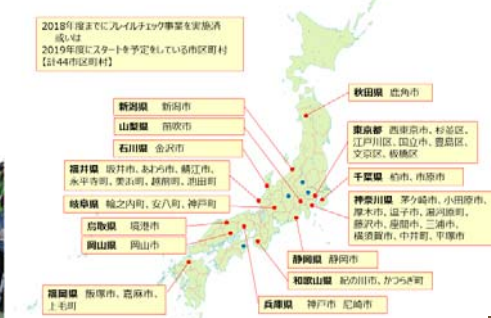 2018年度までにフレイルチェック事業を実施済
或いは
2019年度にスタートを予定をしている市区町村
【計44市区町村】
秋田県 鹿角市
新潟県 新潟市
山梨県 笛吹市
石川県 金沢市
東京都 西東京市、杉並区、
江戸川区、国立市、豊島区、
文京区、板橋区
福井県 坂井市、あわら市、鯖江市、
永平寺町、美浜町、越前町、池田町
千葉県 柏市、市原市
岐阜県 輪之内町、安八町、神戸町
神奈川県 茅ケ崎市、小田原市、
厚木市、逗子市、湯河原町、
藤沢市、座間市、三浦市、
横須賀市、中井町、平塚市
鳥取県 境港市
岡山県 岡山市
静岡県 静岡市
和歌山県 紀の川市、かつらぎ町
福岡県 飯塚市、嘉麻市、
上毛町
兵庫県 神戸市 尼崎市